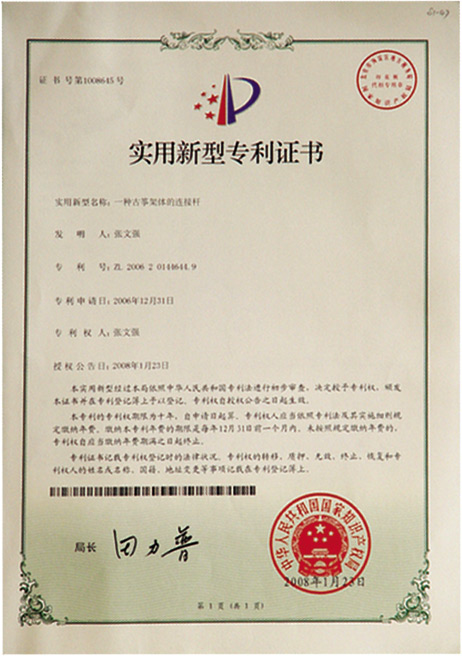 证 书 号第1008645号
实用新型专利证书
实用新型名称：一种古筝架体的连接杆
发 明 人：张文强
专 利 号：ZL 2006 2 0144644.9
专利申请日：2006年12月31日
专 利 权 人：张文强
授权公告日：2008年1月23日
本实用新型经过本局依照中华人民共和国专利法进行初步审查，决定授予专利权，颁发
本证书并在专利登记簿上予以登记。专利权自授权公告之日起生效。
本专利的专利权期限为十年，自申请日起算。专利权人应当依照专利法及其实施细则规
定缴纳年费。缴纳本专利年费的期限是每年12月31日前一个月内。未按照规定缴纳年费的，
专利权自应当缴纳年费期满之日起终止。
专利证书记载专利权登记时的法律状况。专利权的转移、质押、无效、终止、恢复和专
利权人的姓名或名称、国籍、地址变更等事项记载在专利登记簿上。
局长 田力普
中华人民共和国国家知识产权局
2008年1月23日
第 1 页（共 1 页）